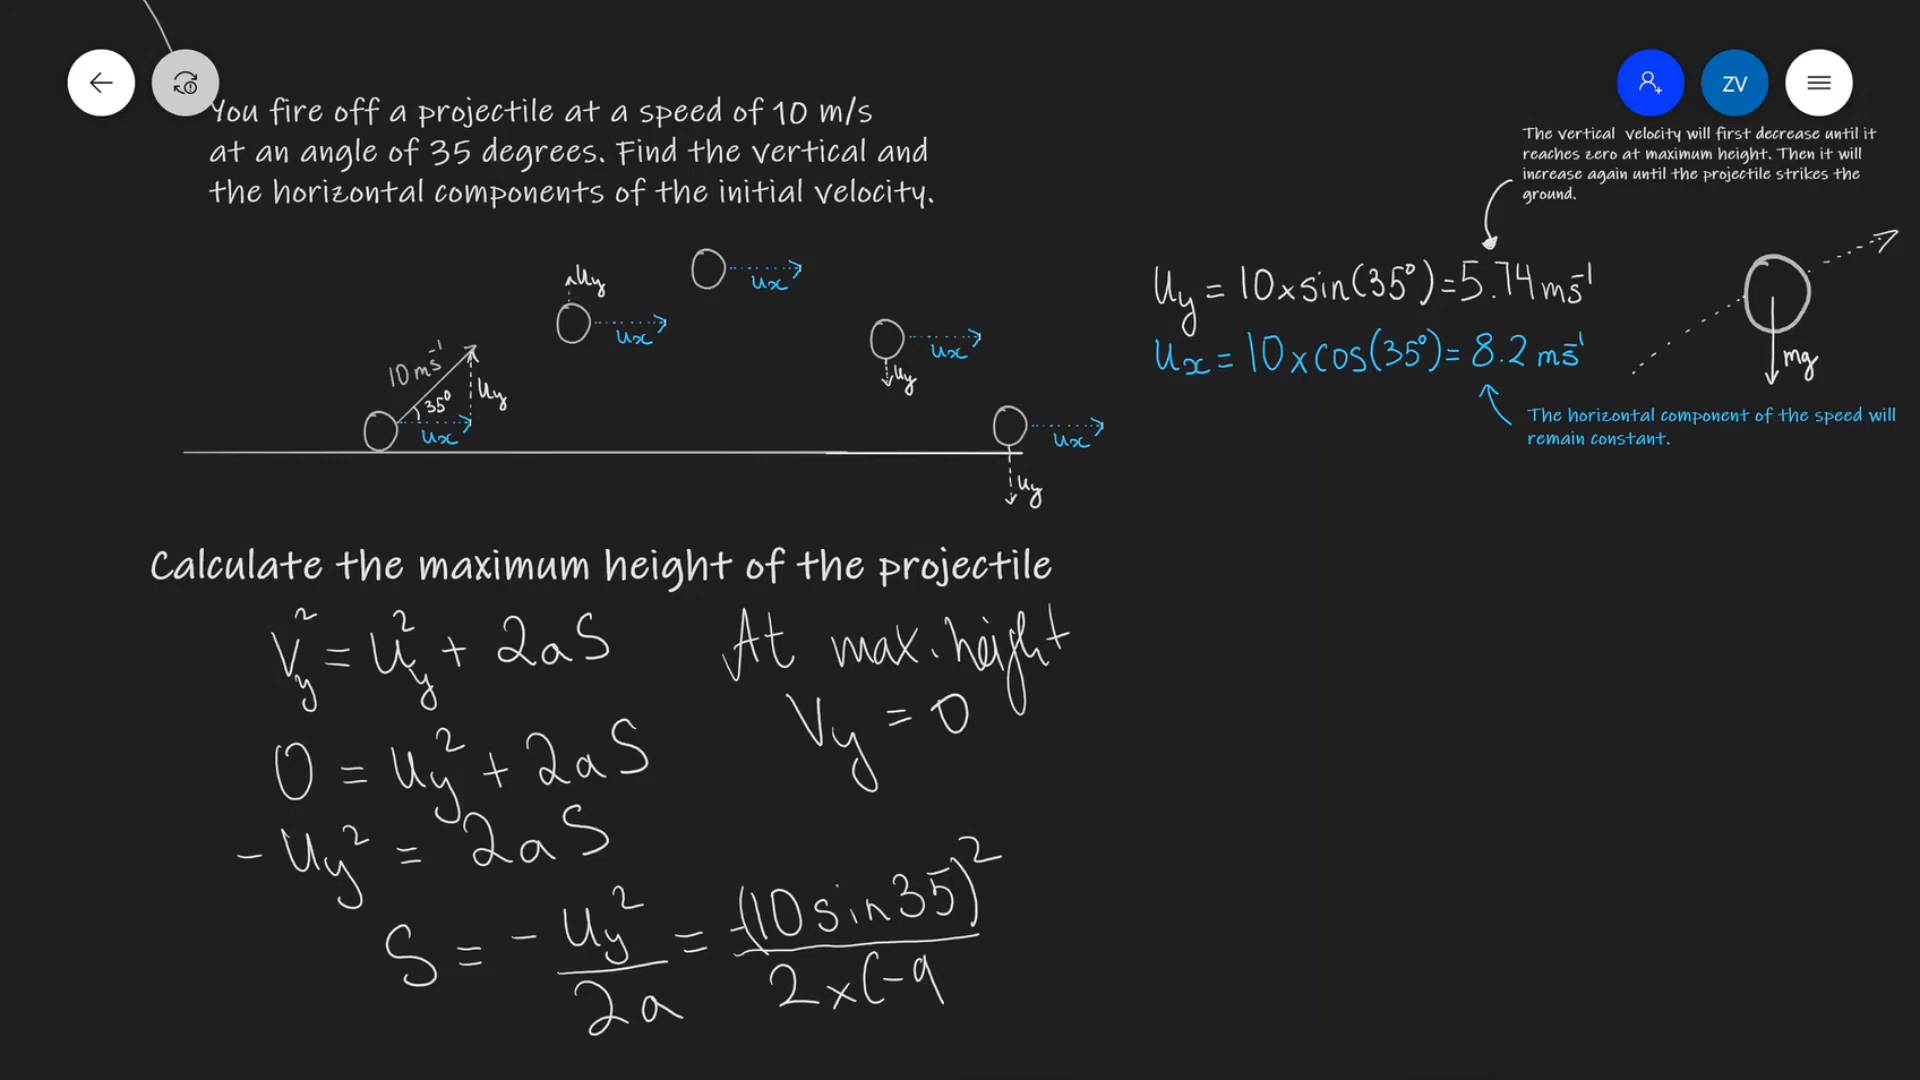 ZV
You fire off a projectile at a speed of 10 m/s
at an angle of 35 degrees. Find the vertical and
the horizontal components of the initial velocity.
The vertical velocity will first decrease until it
reaches zero at maximum height. Then it will
increase again until the projectile strikes the
ground.
uy
ux
ux
10 ms⁻¹
35°
uy
ux
ux
uy
ux
uy
uy = 10 x sin(35°) = 5.74 ms⁻¹
ux = 10 x cos(35°) = 8.2 ms⁻¹
mg
The horizontal component of the speed will
remain constant.
Calculate the maximum height of the projectile
Vy² = uy² + 2aS
At max. height
Vy = 0
0 = uy² + 2aS
- uy² = 2aS
S = - uy² / 2a = -(10 sin 35)² / 2 x (-9